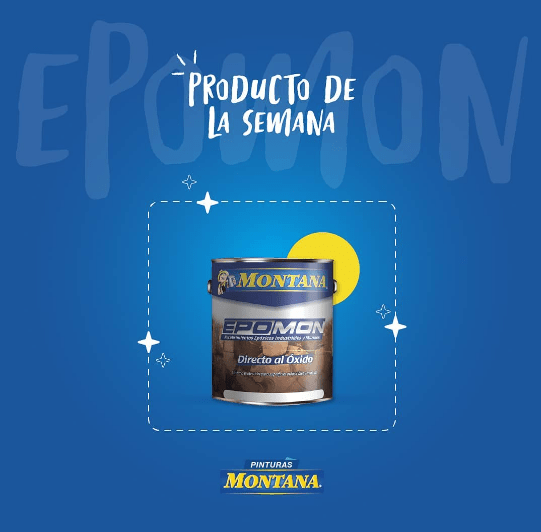 EPOMON
PRODUCTO DE
LA SEMANA
MONTANA
EPOMON
Directo al Óxido
PINTURAS
MONTANA